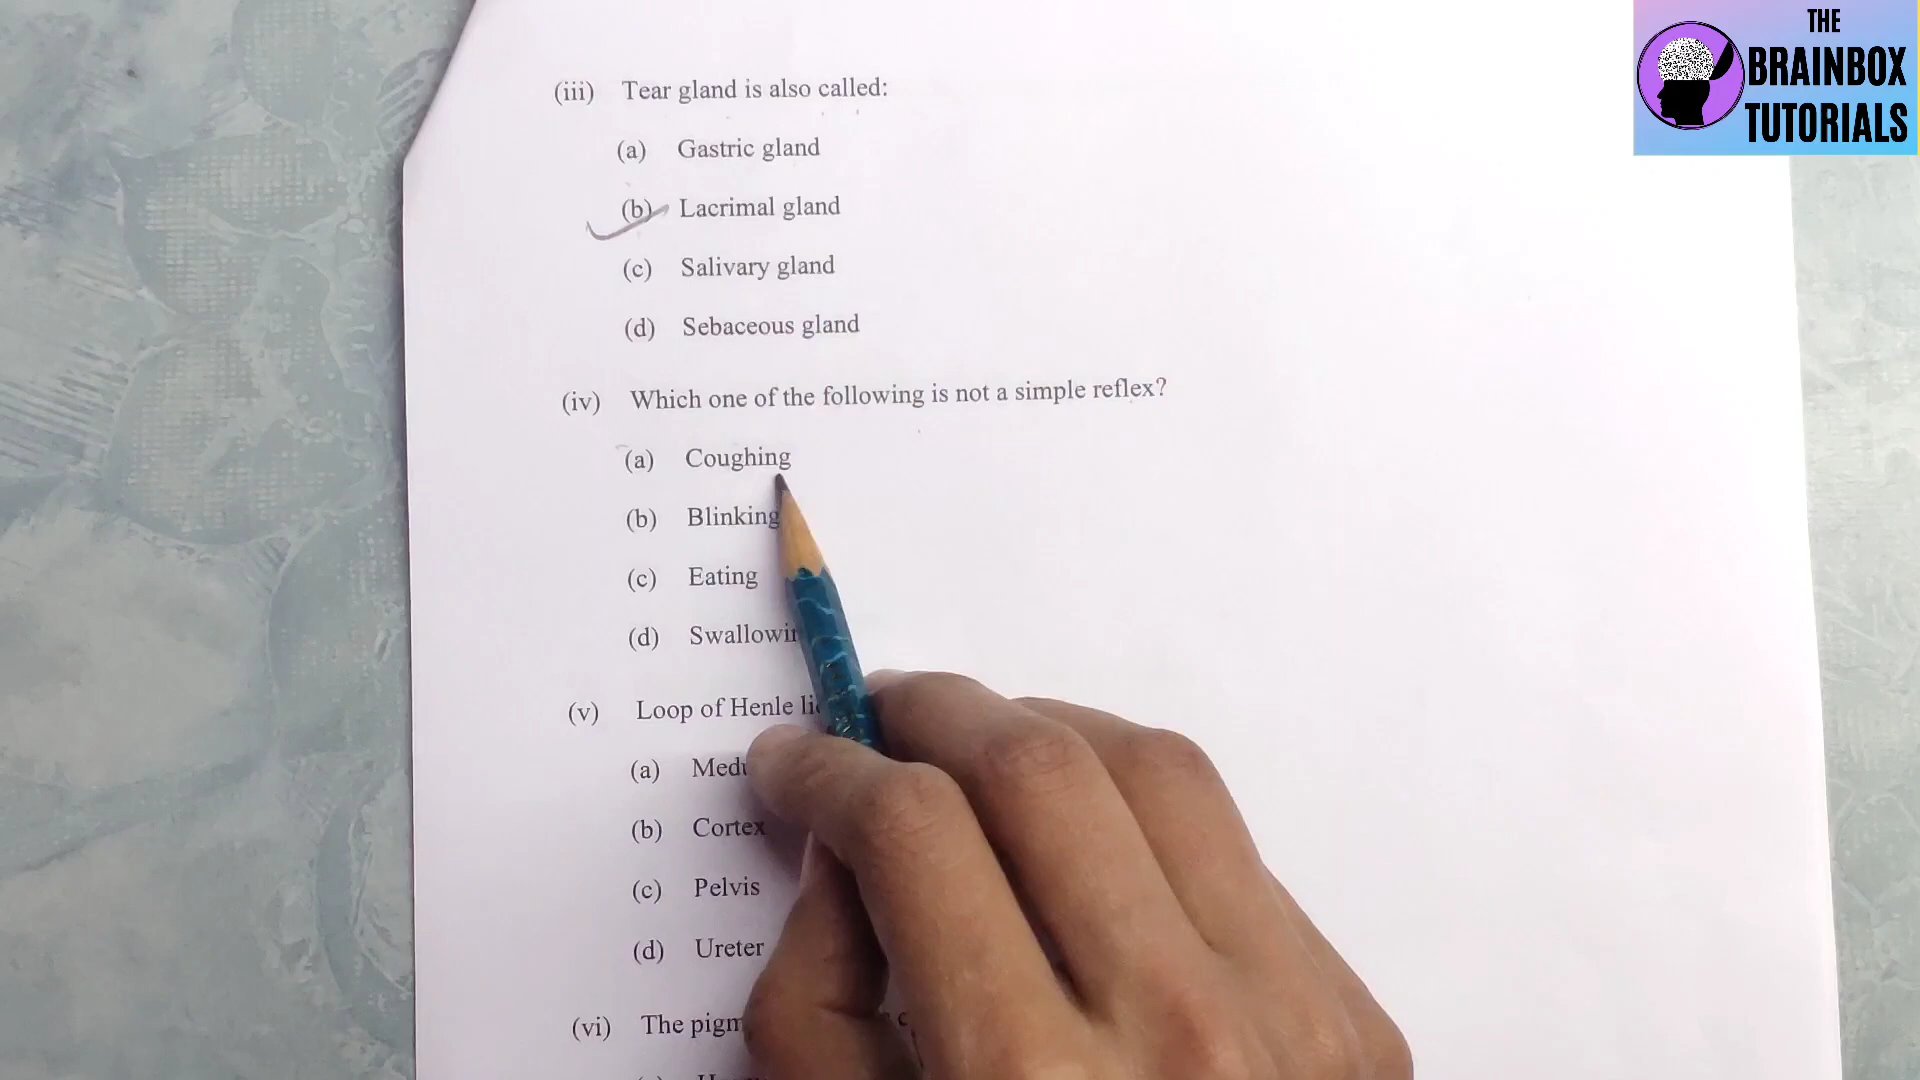 THE
BRAINBOX
TUTORIALS
(iii) Tear gland is also called:
(a) Gastric gland
(b) Lacrimal gland
(c) Salivary gland
(d) Sebaceous gland
(iv) Which one of the following is not a simple reflex?
(a) Coughing
(b) Blinking
(c) Eating
(d)
(v) Loop of Henle
(a)
(b) Cortex
(c) Pelvis
(d) Ureter
(vi) The